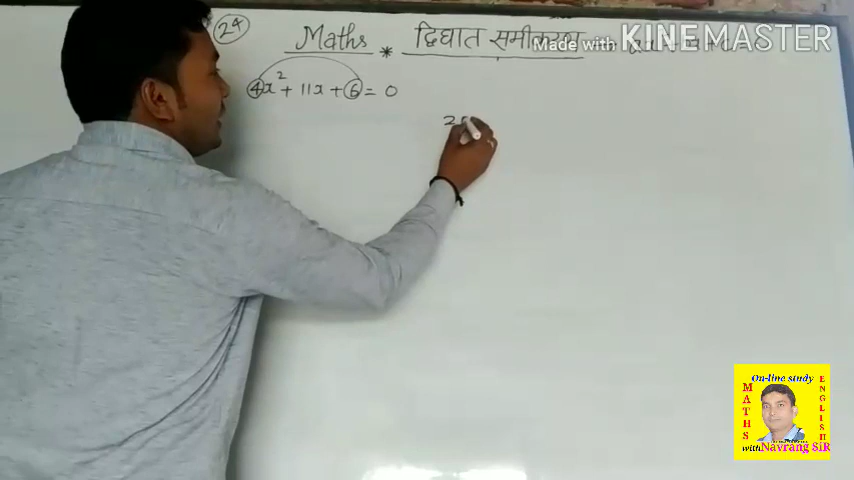 24
Maths * द्विघात समीकरण
Made with KINEMASTER
4x² + 11x + 6 = 0
2
On-line study
MATHS
ENGLISH
with Navrang SiR